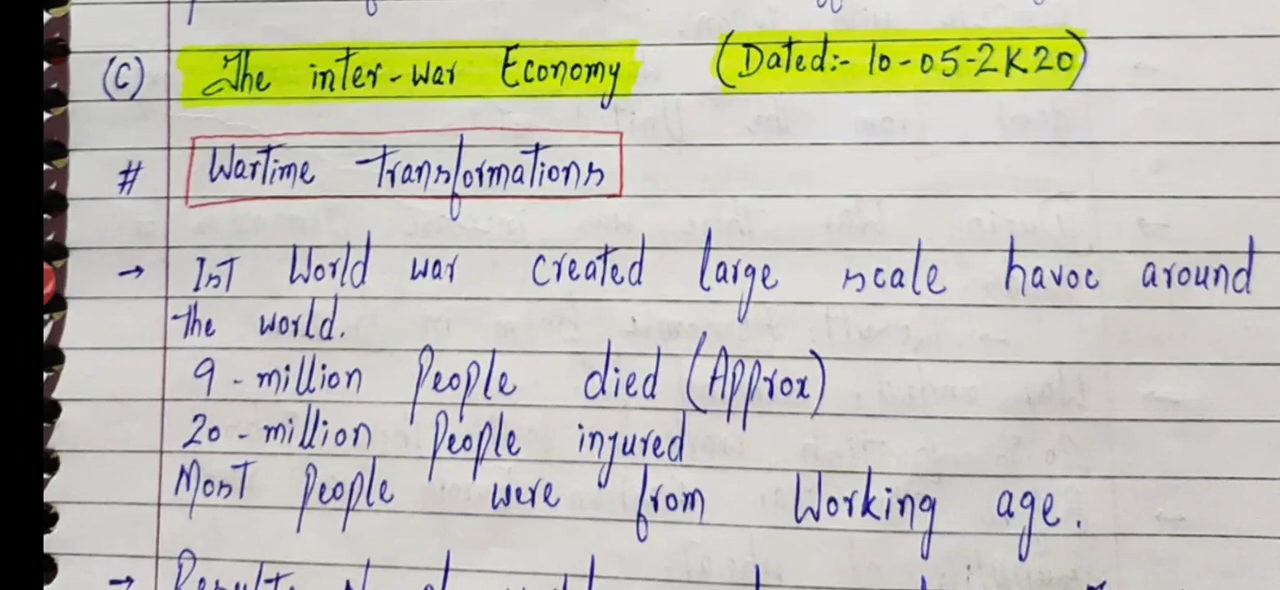 (C) The inter-war Economy (Dated:- 10-05-2K20)
# Wartime Transformations
→ Ist World war created large scale havoc around
the world.
9 - million People died (Approx)
20 - million People injured
Most People were from Working age.
→